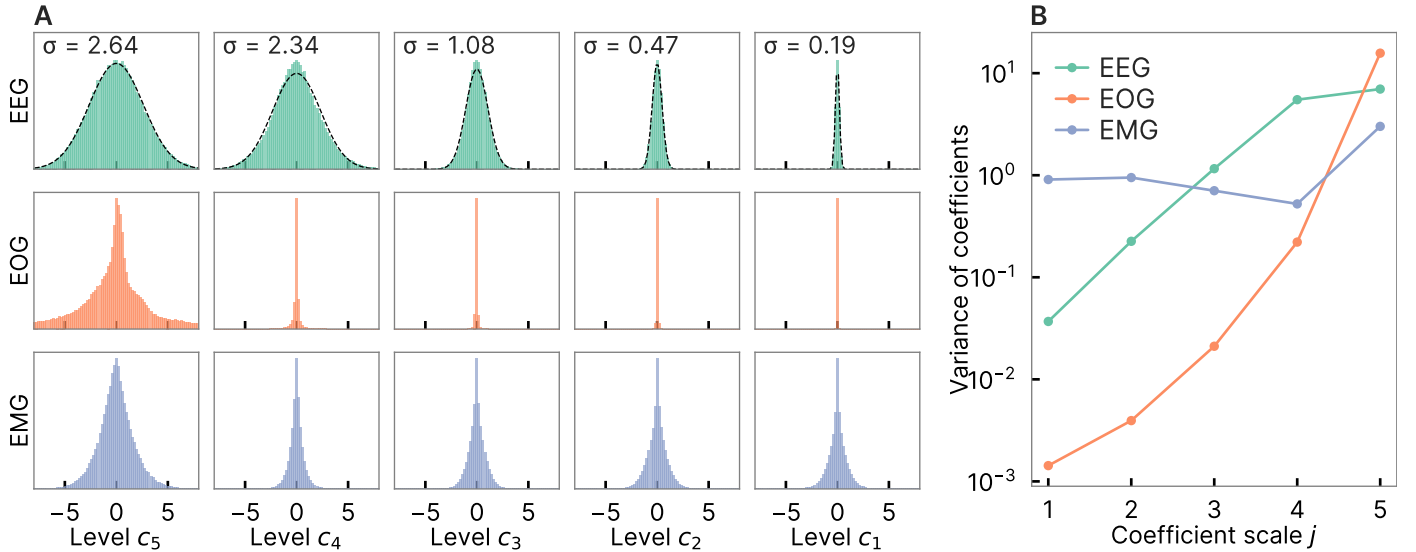 A
EEG
σ = 2.64
σ = 2.34
σ = 1.08
σ = 0.47
σ = 0.19
EOG
EMG
−5 0 5
−5 0 5
−5 0 5
−5 0 5
−5 0 5
Level c₅
Level c₄
Level c₃
Level c₂
Level c₁
B
EEG
EOG
EMG
Variance of coefficients
10¹
10⁰
10⁻¹
10⁻²
10⁻³
1 2 3 4 5
Coefficient scale j